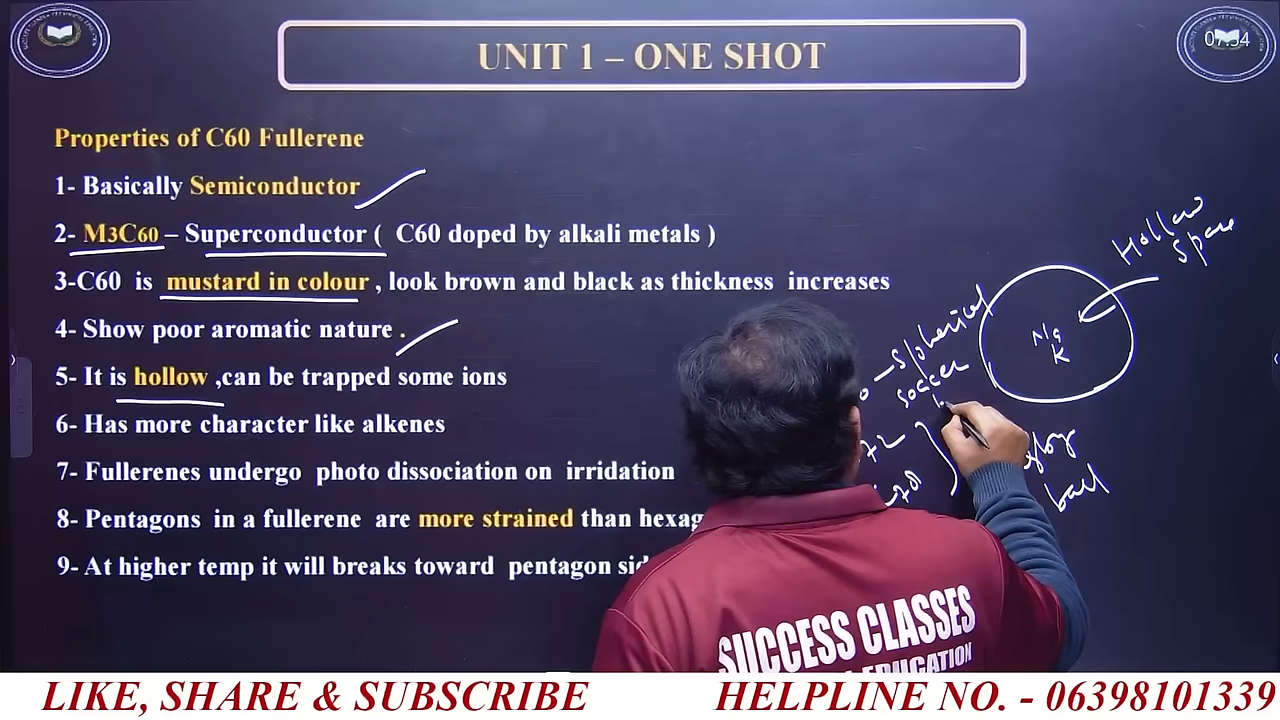 07:34
UNIT 1 – ONE SHOT
Properties of C60 Fullerene
1- Basically Semiconductor
2- M3C60 – Superconductor ( C60 doped by alkali metals )
3-C60 is mustard in colour , look brown and black as thickness increases
4- Show poor aromatic nature .
5- It is hollow ,can be trapped some ions
6- Has more character like alkenes
7- Fullerenes undergo photo dissociation on irridation
8- Pentagons in a fullerene are more strained than hexag
9- At higher temp it will breaks toward pentagon sid
Hollow
Space
Na
K
Spherical
soccer
ball
SUCCESS CLASSES
EDUCATION
LIKE, SHARE & SUBSCRIBE
HELPLINE NO. - 06398101339